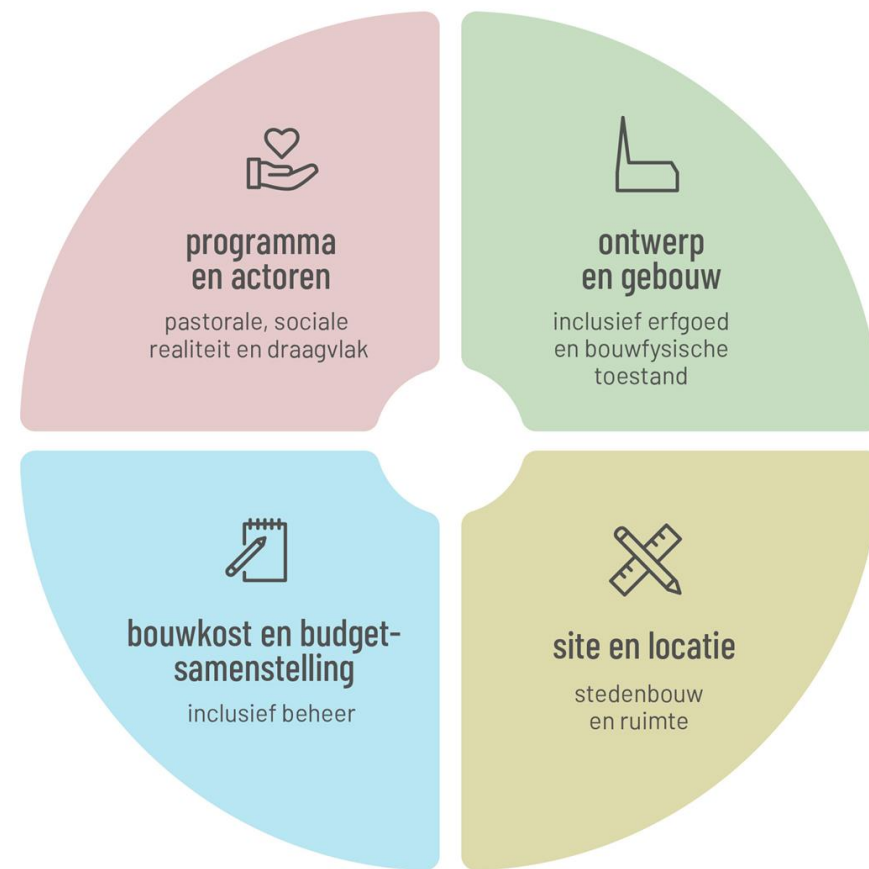 programma
en actoren
pastorale, sociale
realiteit en draagvlak
ontwerp
en gebouw
inclusief erfgoed
en bouwfysische
toestand
bouwkost en budget-
samenstelling
inclusief beheer
site en locatie
stedenbouw
en ruimte